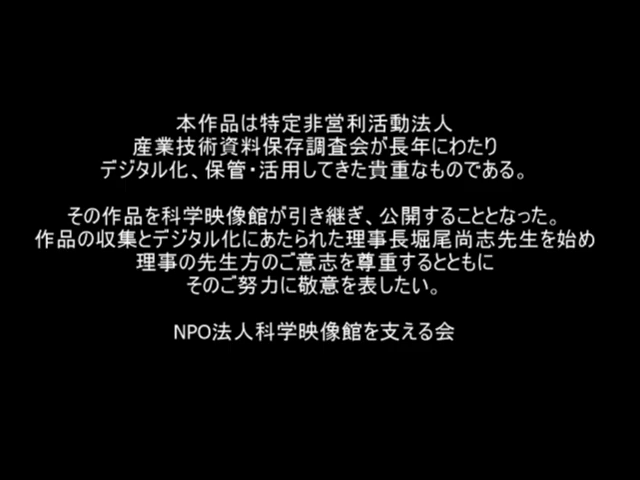 本作品は特定非営利活動法人
産業技術資料保存調査会が長年にわたり
デジタル化、保管・活用してきた貴重なものである。
その作品を科学映像館が引き継ぎ、公開することとなった。
作品の収集とデジタル化にあたられた理事長堀尾尚志先生を始め
理事の先生方のご意志を尊重するとともに
そのご努力に敬意を表したい。
NPO法人科学映像館を支える会